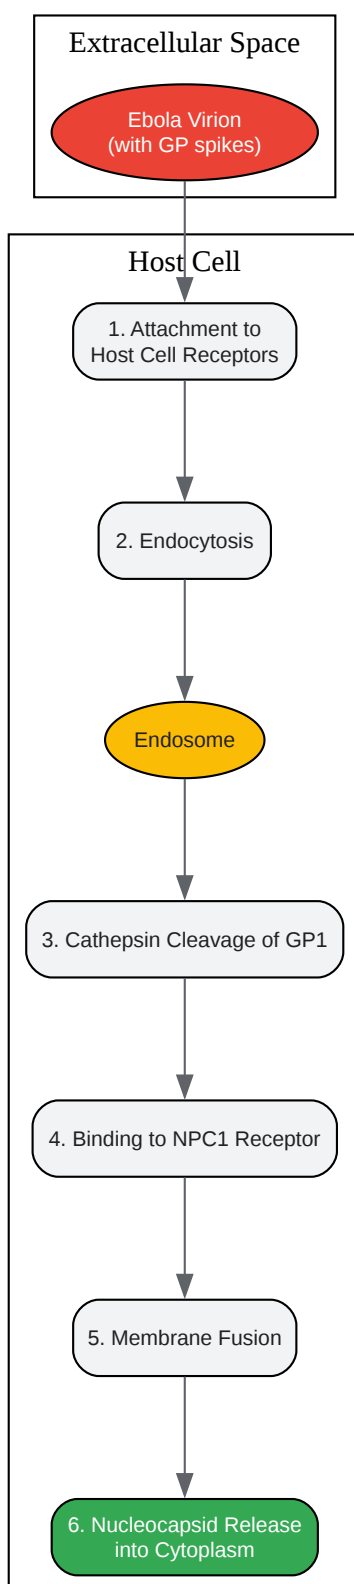 Extracellular Space
Ebola Virion
(with GP spikes)
Host Cell
1. Attachment to
Host Cell Receptors
2. Endocytosis
Endosome
3. Cathepsin Cleavage of GP1
4. Binding to NPC1 Receptor
5. Membrane Fusion
6. Nucleocapsid Release
into Cytoplasm